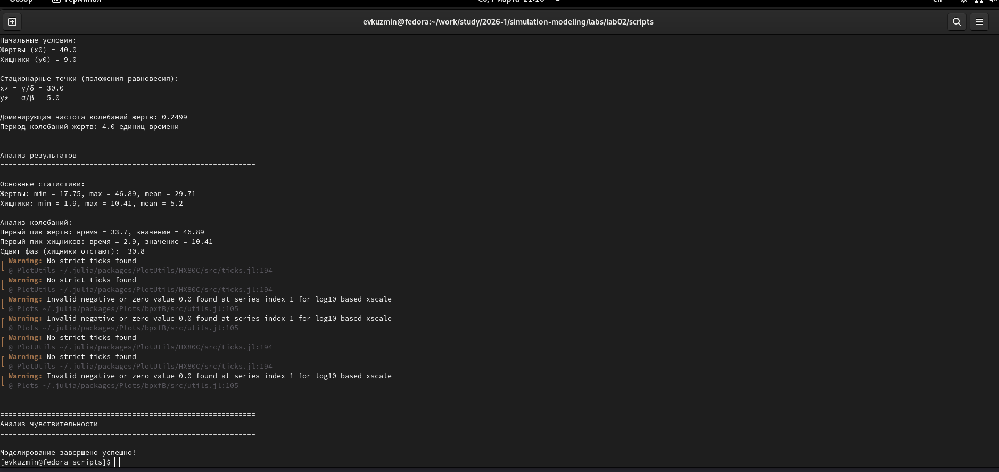 Обзор Терминал Сб, 7 марта 21:16 en
evkuzmin@fedora:~/work/study/2026-1/simulation-modeling/labs/lab02/scripts
Начальные условия:
Жертвы (x0) = 40.0
Хищники (y0) = 9.0
Стационарные точки (положения равновесия):
x* = γ/δ = 30.0
y* = α/β = 5.0
Доминирующая частота колебаний жертв: 0.2499
Период колебаний жертв: 4.0 единиц времени
============================================================
Анализ результатов
============================================================
Основные статистики:
Жертвы: min = 17.75, max = 46.89, mean = 29.71
Хищники: min = 1.9, max = 10.41, mean = 5.2
Анализ колебаний:
Первый пик жертв: время = 33.7, значение = 46.89
Первый пик хищников: время = 2.9, значение = 10.41
Сдвиг фаз (хищники отстают): -30.8
┌ Warning: No strict ticks found
└ @ PlotUtils ~/.julia/packages/PlotUtils/HX80C/src/ticks.jl:194
┌ Warning: No strict ticks found
└ @ PlotUtils ~/.julia/packages/PlotUtils/HX80C/src/ticks.jl:194
┌ Warning: Invalid negative or zero value 0.0 found at series index 1 for log10 based xscale
└ @ Plots ~/.julia/packages/Plots/bpxfB/src/utils.jl:105
┌ Warning: Invalid negative or zero value 0.0 found at series index 1 for log10 based xscale
└ @ Plots ~/.julia/packages/Plots/bpxfB/src/utils.jl:105
┌ Warning: No strict ticks found
└ @ PlotUtils ~/.julia/packages/PlotUtils/HX80C/src/ticks.jl:194
┌ Warning: No strict ticks found
└ @ PlotUtils ~/.julia/packages/PlotUtils/HX80C/src/ticks.jl:194
┌ Warning: Invalid negative or zero value 0.0 found at series index 1 for log10 based xscale
└ @ Plots ~/.julia/packages/Plots/bpxfB/src/utils.jl:105
============================================================
Анализ чувствительности
============================================================
Моделирование завершено успешно!
[evkuzmin@fedora scripts]$